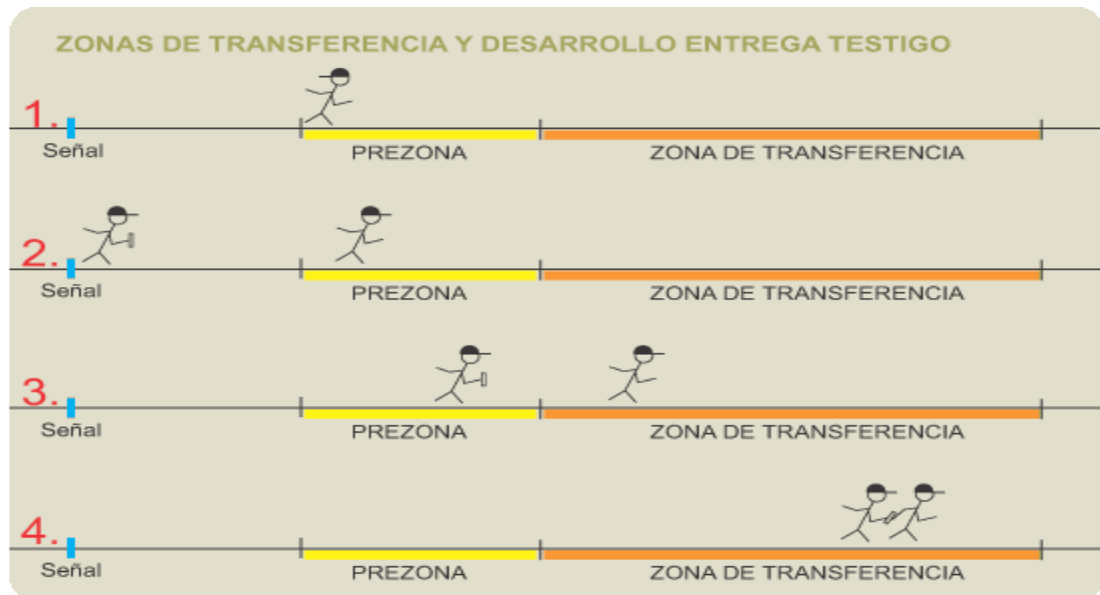 ZONAS DE TRANSFERENCIA Y DESARROLLO ENTREGA TESTIGO
1.
Señal PREZONA ZONA DE TRANSFERENCIA
2.
Señal PREZONA ZONA DE TRANSFERENCIA
3.
Señal PREZONA ZONA DE TRANSFERENCIA
4.
Señal PREZONA ZONA DE TRANSFERENCIA